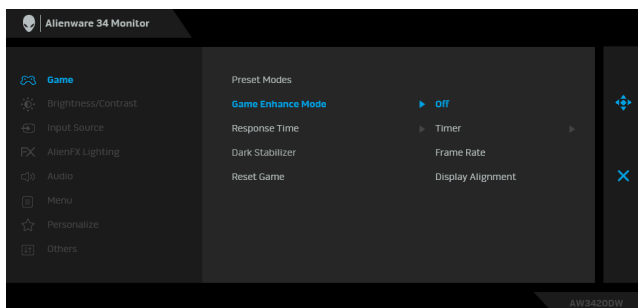 Alienware 34 Monitor
Game
Brightness/Contrast
Input Source
AlienFX Lighting
Audio
Menu
Personalize
Others
Preset Modes
Game Enhance Mode
Response Time
Dark Stabilizer
Reset Game
Off
Timer
Frame Rate
Display Alignment
AW3420DW